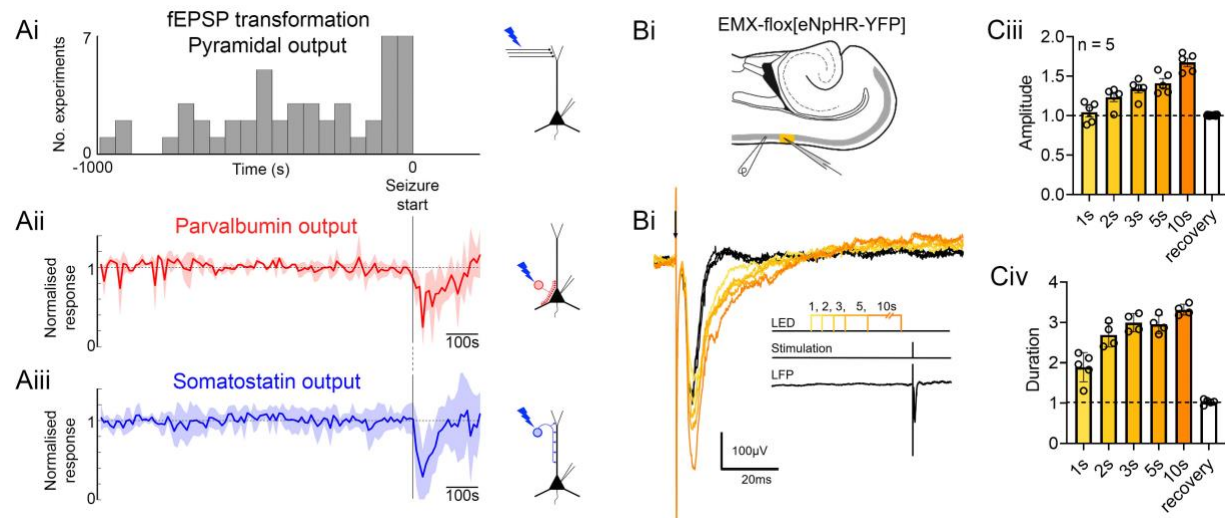 Ai
fEPSP transformation
Pyramidal output
No. experiments
7
0
-1000
Time (s)
0
Seizure
start
Aii
Parvalbumin output
Normalised
response
1
0
100s
Aiii
Somatostatin output
Normalised
response
1
0
100s
Bi
EMX-flox[eNpHR-YFP]
Bi
1, 2, 3, 5, 10s
LED
Stimulation
LFP
100µV
20ms
Ciii
n = 5
Amplitude
2.0
1.5
1.0
1.0
0.0
1s
2s
3s
5s
10s
recovery
Civ
Duration
4
3
2
1
0
1s
2s
3s
5s
10s
recovery